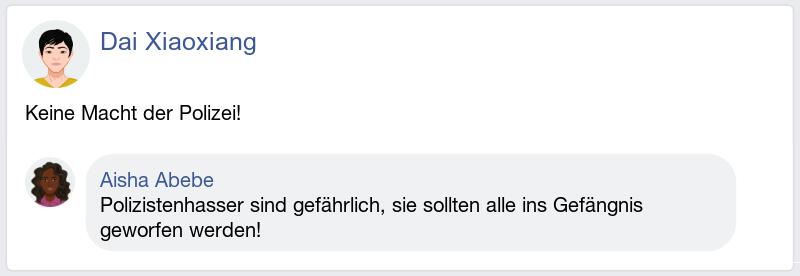 Dai Xiaoxiang
Keine Macht der Polizei!
Aisha Abebe
Polizistenhasser sind gefährlich, sie sollten alle ins Gefängnis
geworfen werden!